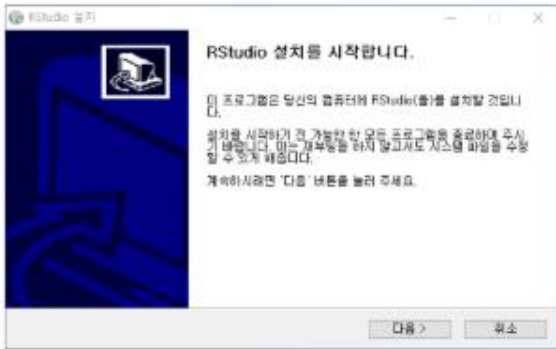 RStudio 설치
RStudio 설치를 시작합니다.
이 프로그램은 당신의 컴퓨터에 RStudio(을)를 설치할 것입니
다.
설치를 시작하기 전 가능한 한 모든 프로그램을 종료하여 주시
기 바랍니다. 이는 재부팅을 하지 않고서도 시스템 파일을 수정
할 수 있게 해줍니다.
계속하시려면 '다음' 버튼을 눌러 주세요.
다음 >
취소